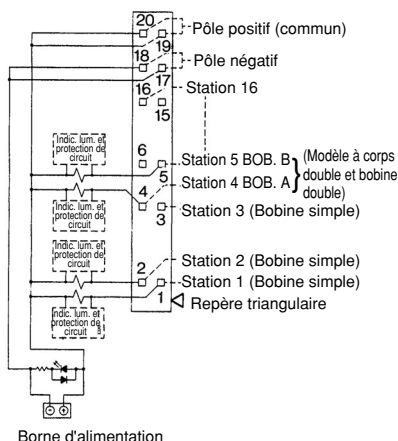 20
Pôle positif (commun)
19
18
Pôle négatif
17
16
Station 16
15
Indic. lum. et
protection de
circuit
6
Station 5 BOB. B
5
(Modèle à corps
double et bobine
double)
4
Station 4 BOB. A
Indic. lum. et
protection de
circuit
Station 3 (Bobine simple)
3
Indic. lum. et
protection de
circuit
2
Station 2 (Bobine simple)
Station 1 (Bobine simple)
1
Repère triangulaire
Indic. lum. et
protection de
circuit
Borne d'alimentation